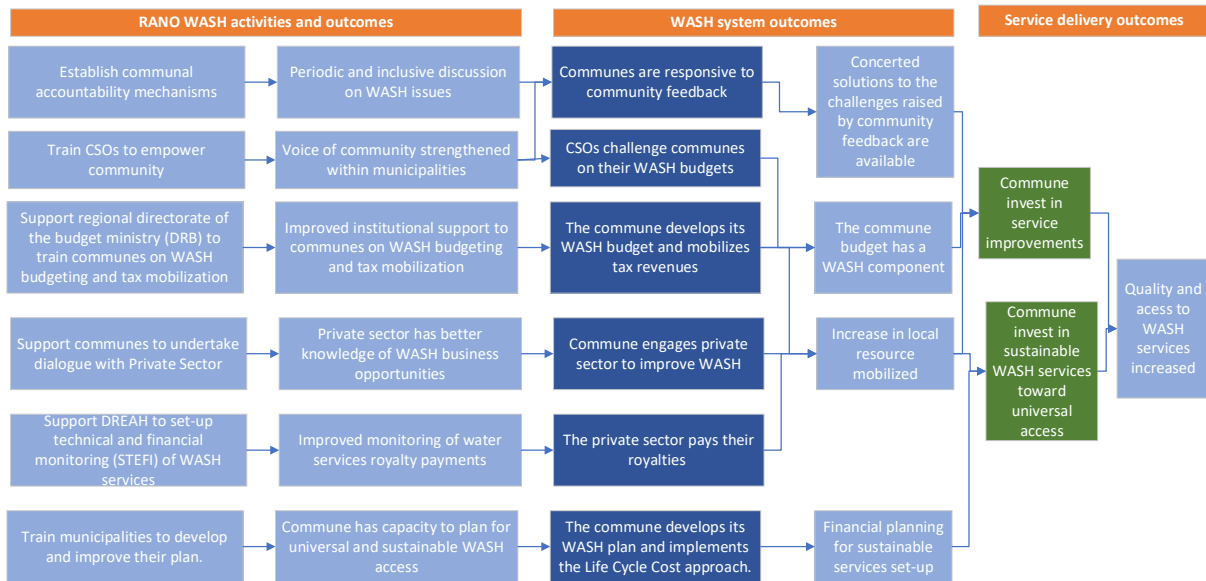 RANO WASH activities and outcomes
WASH system outcomes
Service delivery outcomes
Establish communal
accountability mechanisms
Periodic and inclusive discussion
on WASH issues
Communes are responsive to
community feedback
Concerted
solutions to the
challenges raised
by community
feedback are
available
Train CSOs to empower
community
Voice of community strengthened
within municipalities
CSOs challenge communes
on their WASH budgets
Support regional directorate of
the budget ministry (DRB) to
train communes on WASH
budgeting and tax mobilization
Improved institutional support to
communes on WASH budgeting
and tax mobilization
The commune develops its
WASH budget and mobilizes
tax revenues
The commune
budget has a
WASH component
Commune
invest in
service
improvements
Support communes to undertake
dialogue with Private Sector
Private sector has better
knowledge of WASH business
opportunities
Commune engages private
sector to improve WASH
Increase in local
resource
mobilized
Commune
invest in
sustainable
WASH services
toward
universal
access
Quality and
acess to
WASH
services
increased
Support DREAH to set-up
technical and financial
monitoring (STEFI) of WASH
services
Improved monitoring of water
services royalty payments
The private sector pays their
royalties
Train municipalities to develop
and improve their plan.
Commune has capacity to plan for
universal and sustainable WASH
access
The commune develops its
WASH plan and implements
the Life Cycle Cost approach.
Financial planning
for sustainable
services set-up